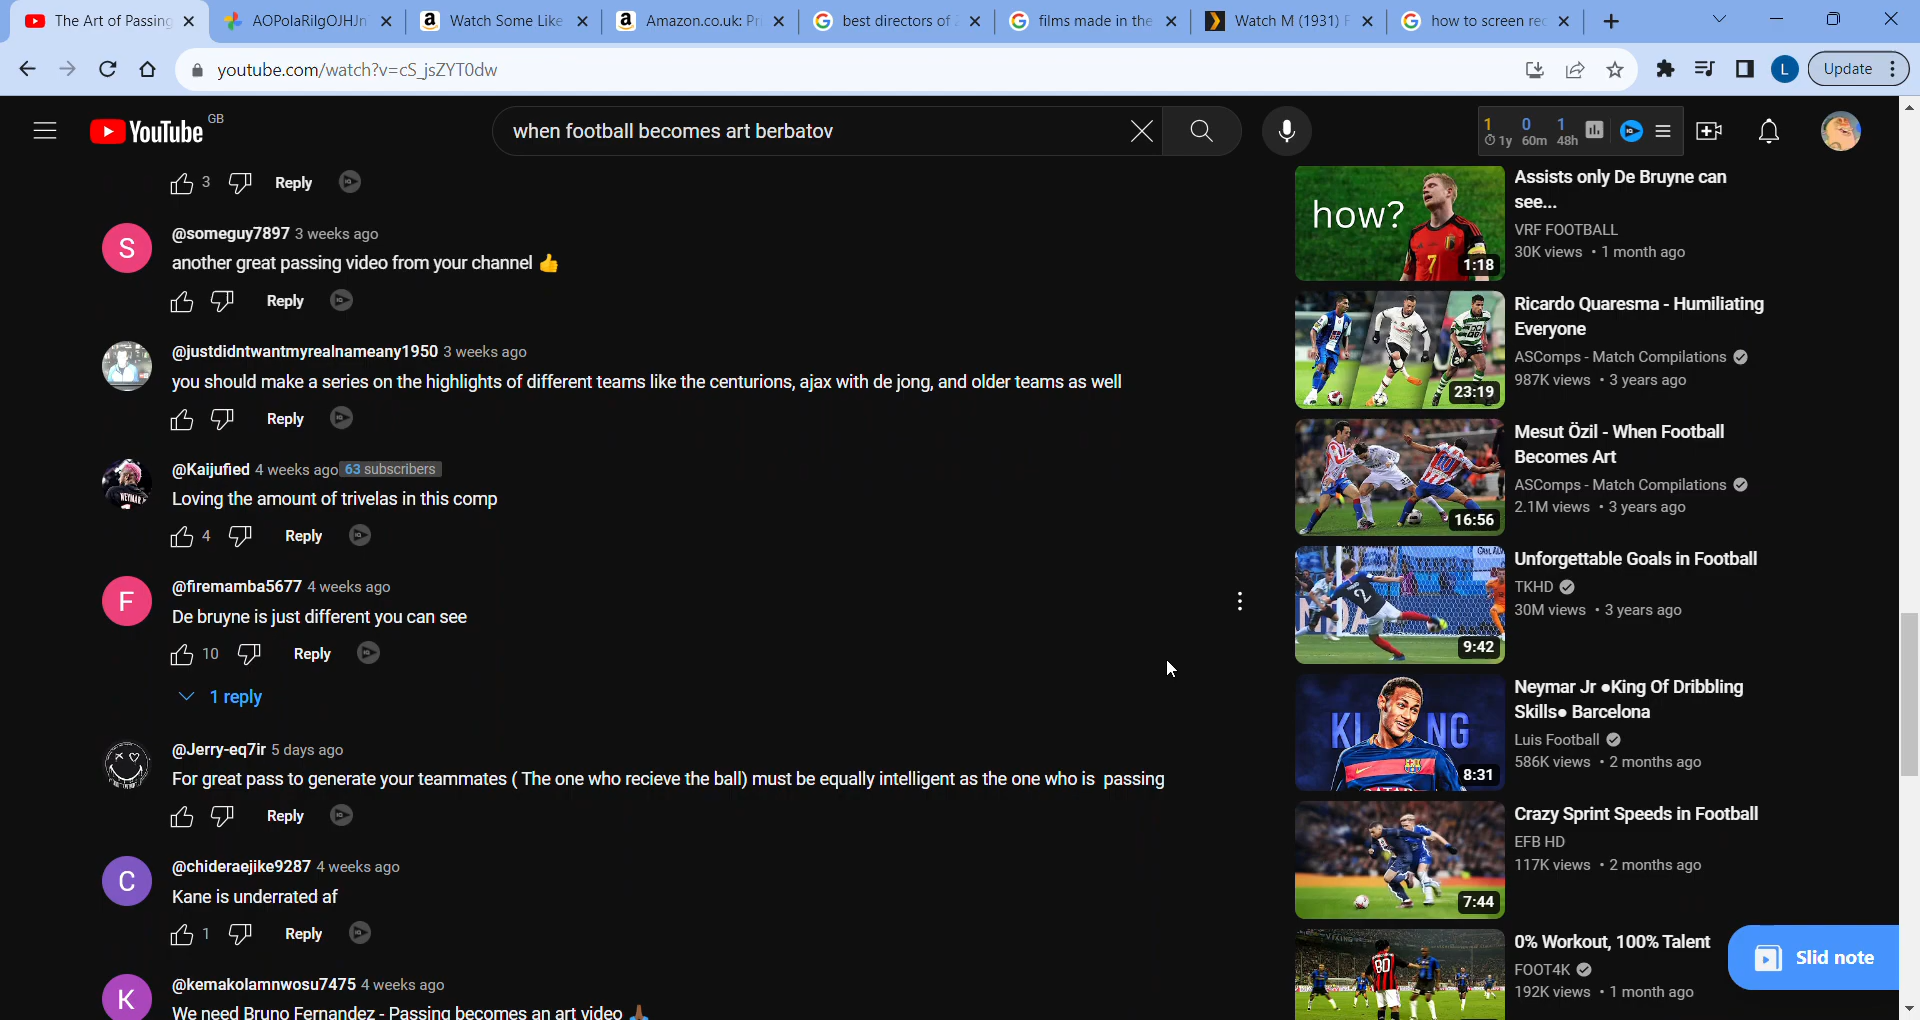 The Art of Passing
AOPolaRilgOJHJn
Watch Some Like
Amazon.co.uk: Pr
best directors of 2
films made in the
Watch M (1931) F
how to screen rec
youtube.com/watch?v=cS_jsZYT0dw
L
Update
YouTube GB
when football becomes art berbatov
1 0 1
1y 60m 48h
3 Reply
S
@someguy7897 3 weeks ago
another great passing video from your channel 👍
Reply
@justdidntwantmyrealnameany1950 3 weeks ago
you should make a series on the highlights of different teams like the centurions, ajax with de jong, and older teams as well
Reply
@Kaijufied 4 weeks ago 63 subscribers
Loving the amount of trivelas in this comp
4 Reply
F
@firemamba5677 4 weeks ago
De bruyne is just different you can see
10 Reply
1 reply
@Jerry-eq7ir 5 days ago
For great pass to generate your teammates ( The one who recieve the ball) must be equally intelligent as the one who is passing
Reply
C
@chideraejike9287 4 weeks ago
Kane is underrated af
1 Reply
K
@kemakolamnwosu7475 4 weeks ago
We need Bruno Fernandez - Passing becomes an art video
how?
7
1:18
Assists only De Bruyne can
see...
VRF FOOTBALL
30K views • 1 month ago
23:19
Ricardo Quaresma - Humiliating
Everyone
ASComps - Match Compilations
987K views • 3 years ago
16:56
Mesut Özil - When Football
Becomes Art
ASComps - Match Compilations
2.1M views • 3 years ago
2
9:42
Unforgettable Goals in Football
TKHD
30M views • 3 years ago
KI NG
8:31
Neymar Jr ●King Of Dribbling
Skills● Barcelona
Luis Football
586K views • 2 months ago
7:44
Crazy Sprint Speeds in Football
EFB HD
117K views • 2 months ago
80
0% Workout, 100% Talent
FOOT4K
192K views • 1 month ago
Slid note